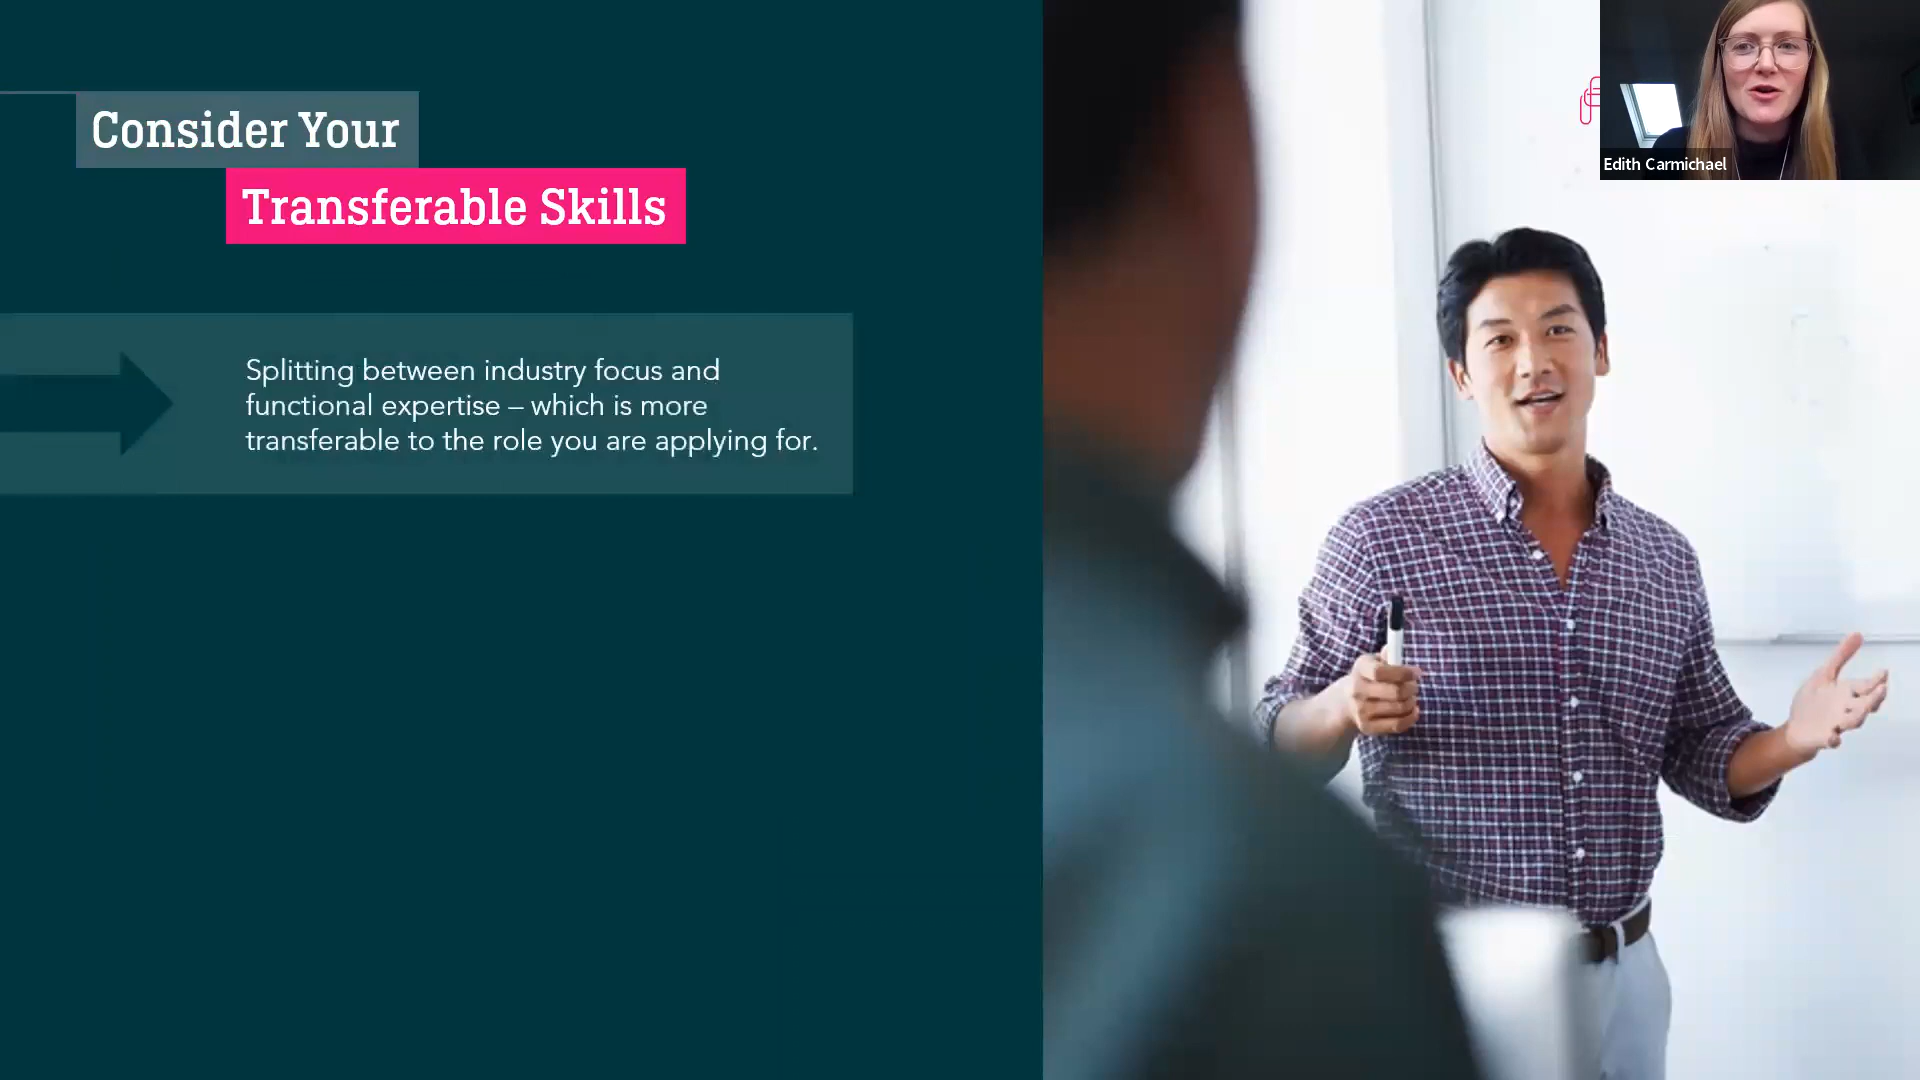 Consider Your
Transferable Skills
Splitting between industry focus and
functional expertise – which is more
transferable to the role you are applying for.
Edith Carmichael